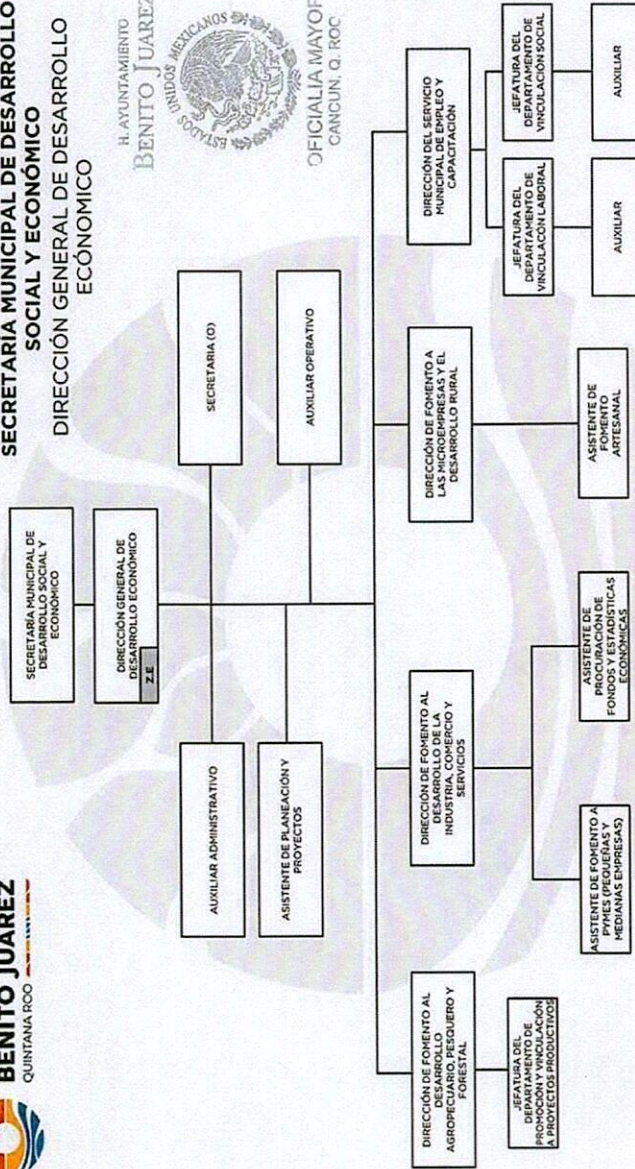 BENITO JUÁREZ
QUINTANA ROO
SECRETARÍA MUNICIPAL DE DESARROLLO
SOCIAL Y ECONÓMICO
DIRECCIÓN GENERAL DE DESARROLLO
ECÓNOMICO
H. AYUNTAMIENTO
BENITO JUAREZ
ESTADOS UNIDOS MEXICANOS
OFICIALIA MAYOR
CANCUN, Q. ROO
SECRETARÍA MUNICIPAL DE
DESARROLLO SOCIAL Y
ECONÓMICO
DIRECCIÓN GENERAL DE
DESARROLLO ECONÓMICO
Z.E
AUXILIAR ADMINISTRATIVO
SECRETARIA (O)
ASISTENTE DE PLANEACIÓN Y
PROYECTOS
AUXILIAR OPERATIVO
DIRECCIÓN DE FOMENTO AL
DESARROLLO
AGROPECUARIO, PESQUERO Y
FORESTAL
DIRECCIÓN DE FOMENTO AL
DESARROLLO DE LA
INDUSTRIA, COMERCIO Y
SERVICIOS
DIRECCIÓN DE FOMENTO A
LAS MICROEMPRESAS Y EL
DESARROLLO RURAL
DIRECCIÓN DEL SERVICIO
MUNICIPAL DE EMPLEO Y
CAPACITACIÓN
JEFATURA DEL
DEPARTAMENTO DE
PROMOCIÓN Y VINCULACIÓN
A PROYECTOS PRODUCTIVOS
ASISTENTE DE FOMENTO A
PYMES (PEQUEÑAS Y
MEDIANAS EMPRESAS)
ASISTENTE DE
PROCURACIÓN DE
FONDOS Y ESTADÍSTICAS
ECONÓMICAS
ASISTENTE DE
FOMENTO
ARTESANAL
JEFATURA DEL
DEPARTAMENTO DE
VINCULACÓN LABORAL
JEFATURA DEL
DEPARTAMENTO DE
VINCULACIÓN SOCIAL
AUXILIAR
AUXILIAR